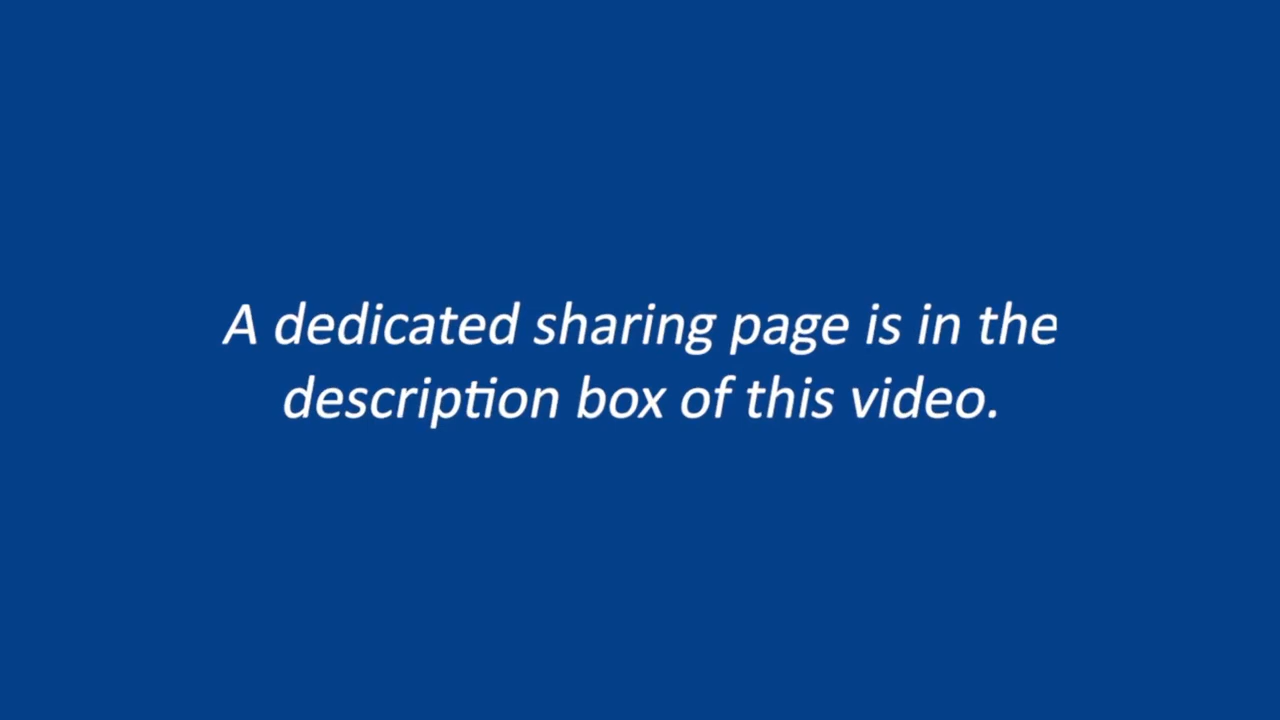 A dedicated sharing page is in the
description box of this video.